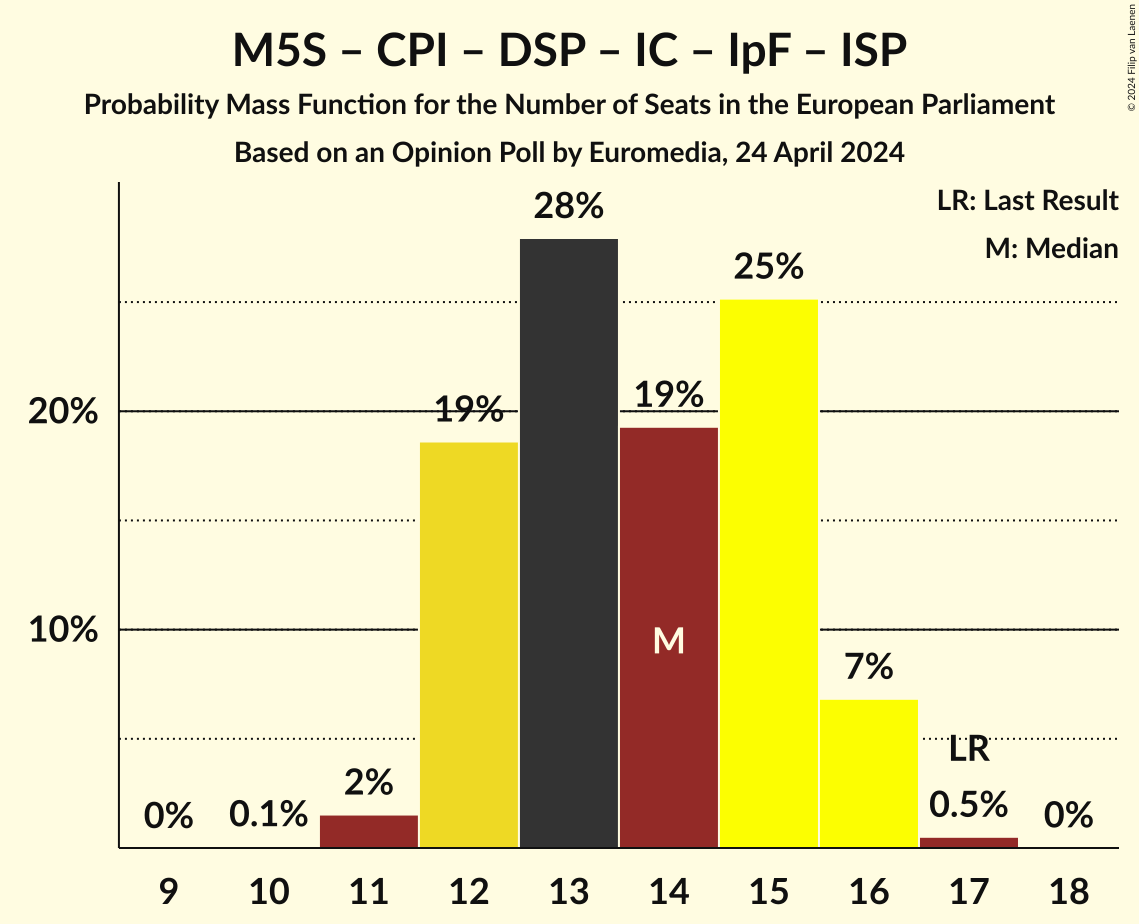 M5S – CPI – DSP – IC – IpF – ISP
Probability Mass Function for the Number of Seats in the European Parliament
Based on an Opinion Poll by Euromedia, 24 April 2024
© 2024 Filip van Laenen
LR: Last Result
M: Median
28%
25%
19%
19%
20%
10%
M
7%
LR
2%
0.5%
0%
0.1%
0%
9 10 11 12 13 14 15 16 17 18